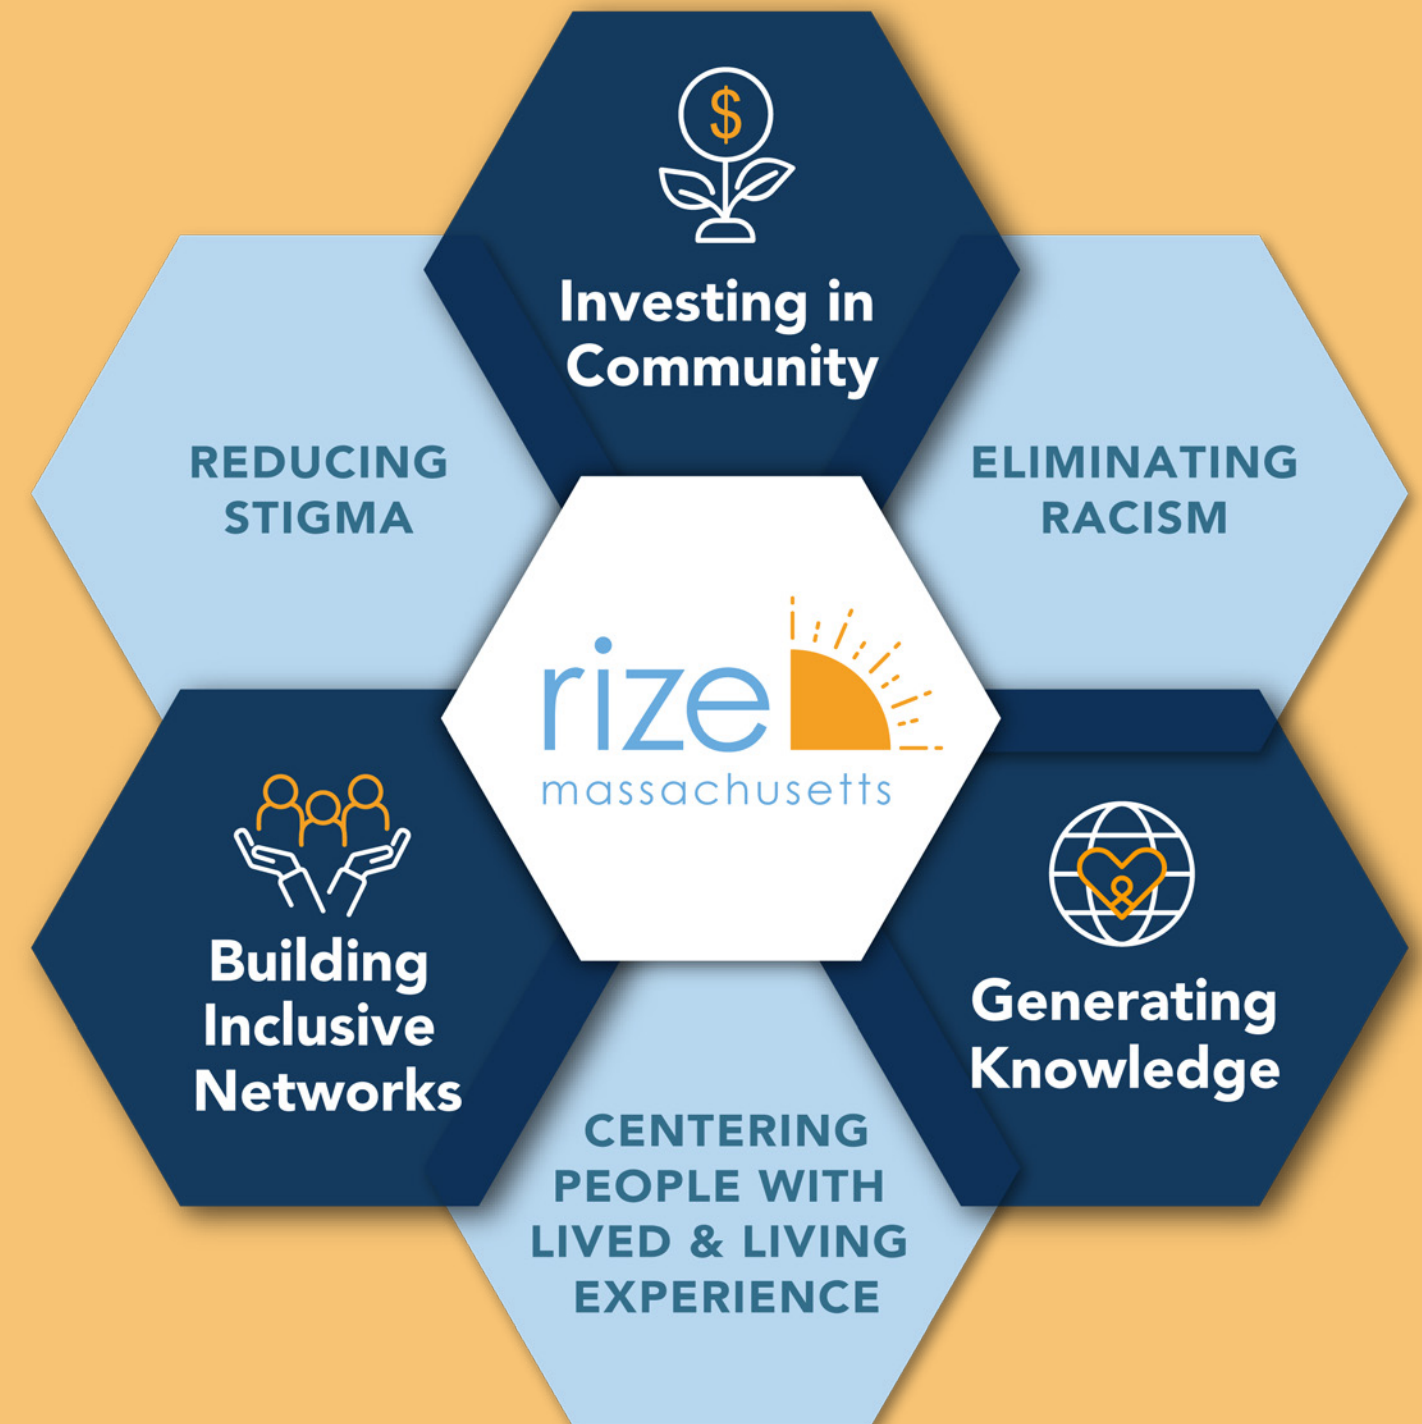 $
Investing in
Community
REDUCING
STIGMA
ELIMINATING
RACISM
rize
massachusetts
Building
Inclusive
Networks
Generating
Knowledge
CENTERING
PEOPLE WITH
LIVED & LIVING
EXPERIENCE